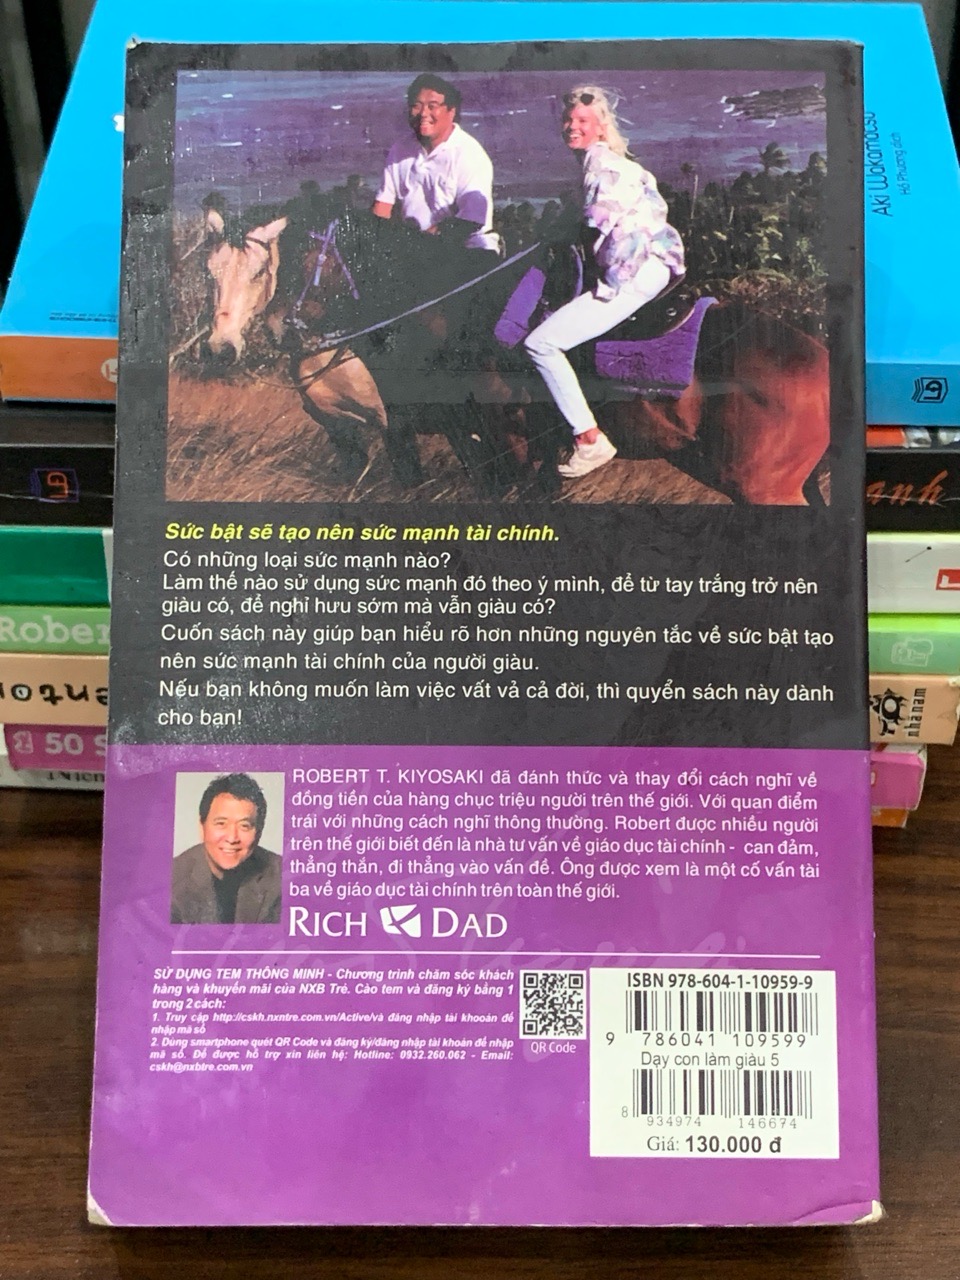 Aki Wakamatsu
Hồ Phương dịch
anh
Rober
50 S
nhã nam
Sức bật sẽ tạo nên sức mạnh tài chính.
Có những loại sức mạnh nào?
Làm thế nào sử dụng sức mạnh đó theo ý mình, để từ tay trắng trở nên
giàu có, để nghỉ hưu sớm mà vẫn giàu có?
Cuốn sách này giúp bạn hiểu rõ hơn những nguyên tắc về sức bật tạo
nên sức mạnh tài chính của người giàu.
Nếu bạn không muốn làm việc vất vả cả đời, thì quyển sách này dành
cho bạn!
ROBERT T. KIYOSAKI đã đánh thức và thay đổi cách nghĩ về
đồng tiền của hàng chục triệu người trên thế giới. Với quan điểm
trái với những cách nghĩ thông thường. Robert được nhiều người
trên thế giới biết đến là nhà tư vấn về giáo dục tài chính - can đảm,
thẳng thắn, đi thẳng vào vấn đề. Ông được xem là một cố vấn tài
ba về giáo dục tài chính trên toàn thế giới.
RICH DAD
SỬ DỤNG TEM THÔNG MINH - Chương trình chăm sóc khách
hàng và khuyến mãi của NXB Trẻ. Cào tem và đăng ký bằng 1
trong 2 cách:
1. Truy cập http://cskh.nxntre.com.vn/Active/và đăng nhập tài khoản để
nhập mã số
2. Dùng smartphone quét QR Code và đăng ký/đăng nhập tài khoản để nhập
mã số. Để được hỗ trợ xin liên hệ: Hotline: 0932.260.062 - Email:
cskh@nxbtre.com.vn
QR Code
ISBN 978-604-1-10959-9
9 786041 109599
Dạy con làm giàu 5
8 934974 146674
Giá: 130.000 đ